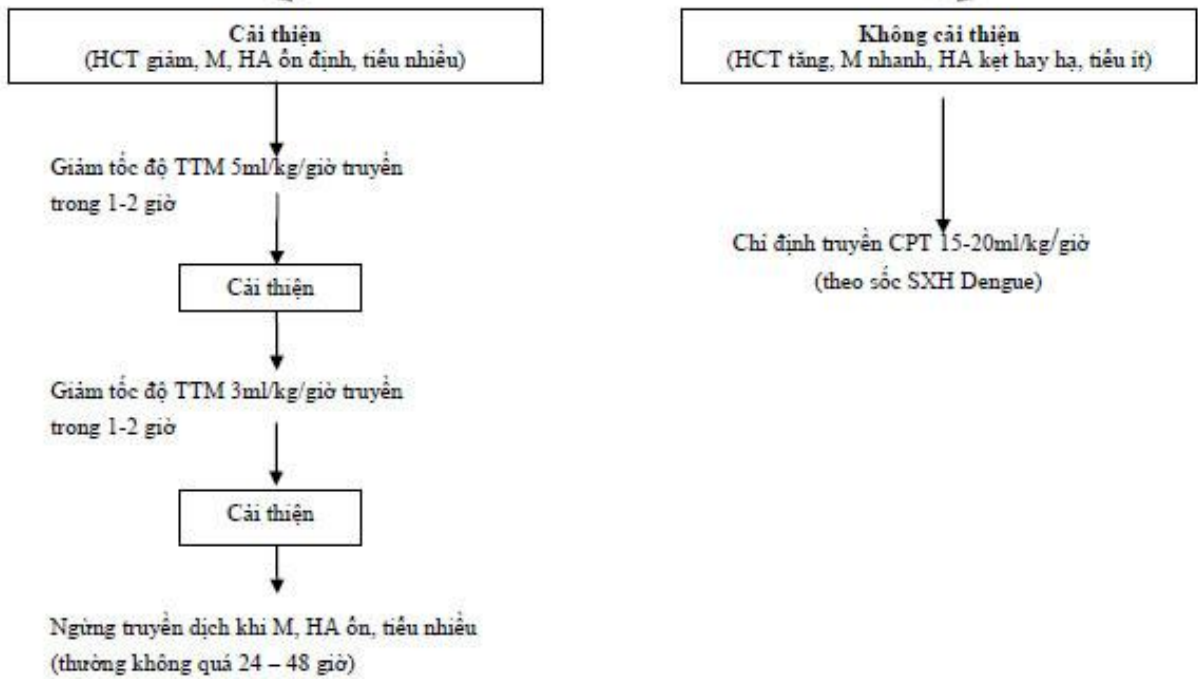 Cải thiện
(HCT giảm, M, HA ổn định, tiểu nhiều)
Giảm tốc độ TTM 5ml/kg/giờ truyền
trong 1-2 giờ
Cải thiện
Giảm tốc độ TTM 3ml/kg/giờ truyền
trong 1-2 giờ
Cải thiện
Ngừng truyền dịch khi M, HA ổn, tiểu nhiều
(thường không quá 24 – 48 giờ)
Không cải thiện
(HCT tăng, M nhanh, HA kẹt hay hạ, tiểu ít)
Chỉ định truyền CPT 15-20ml/kg/giờ
(theo sốc SXH Dengue)